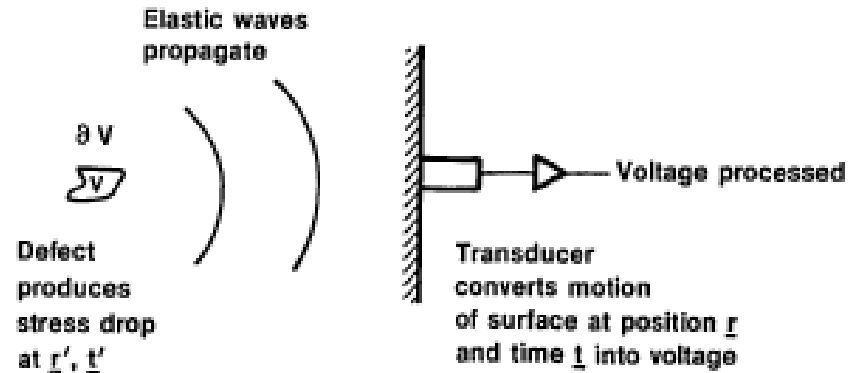 Elastic waves
propagate
∂V
V
Voltage processed
Defect
produces
stress drop
at r′, t′
Transducer
converts motion
of surface at position r
and time t into voltage